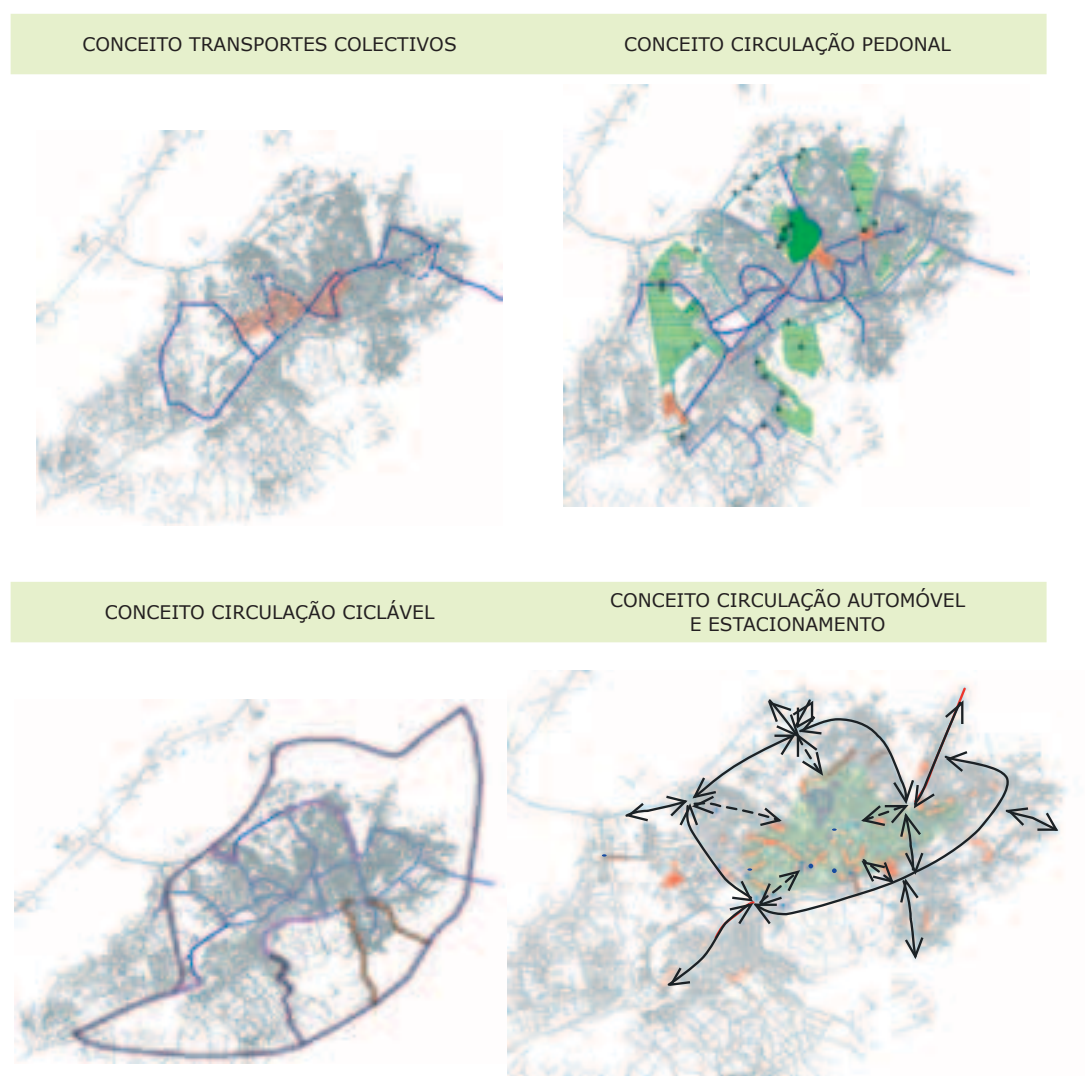 CONCEITO TRANSPORTES COLECTIVOS
CONCEITO CIRCULAÇÃO PEDONAL
CONCEITO CIRCULAÇÃO CICLÁVEL
CONCEITO CIRCULAÇÃO AUTOMÓVEL
E ESTACIONAMENTO